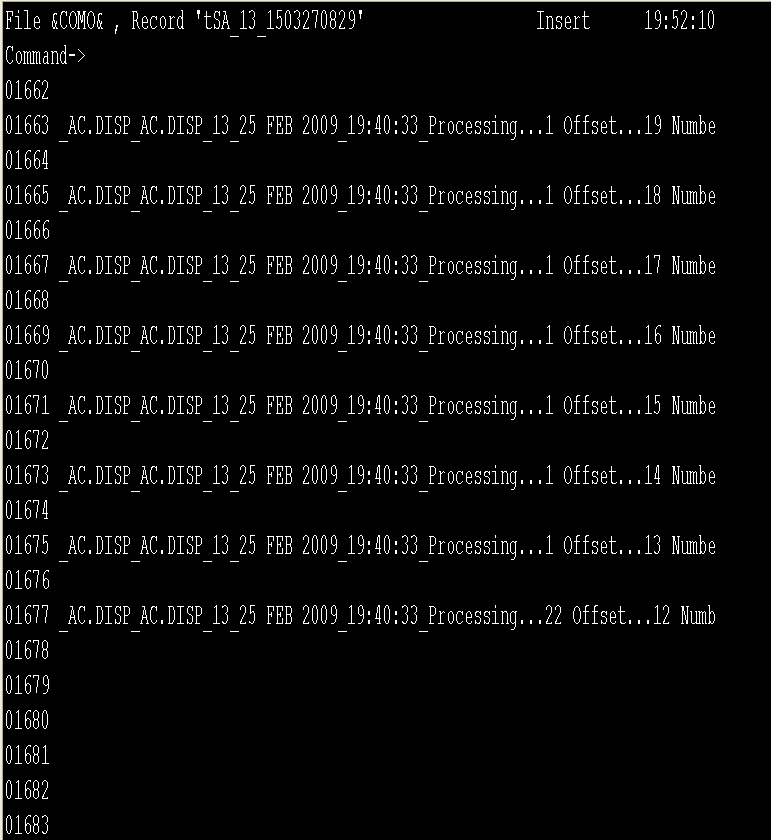 File &COMO& , Record 'tSA_13_1503270829' Insert 19:52:10
Command->
01662
01663 _AC.DISP_AC.DISP_13_25 FEB 2009_19:40:33_Processing...1 Offset...19 Numbe
01664
01665 _AC.DISP_AC.DISP_13_25 FEB 2009_19:40:33_Processing...1 Offset...18 Numbe
01666
01667 _AC.DISP_AC.DISP_13_25 FEB 2009_19:40:33_Processing...1 Offset...17 Numbe
01668
01669 _AC.DISP_AC.DISP_13_25 FEB 2009_19:40:33_Processing...1 Offset...16 Numbe
01670
01671 _AC.DISP_AC.DISP_13_25 FEB 2009_19:40:33_Processing...1 Offset...15 Numbe
01672
01673 _AC.DISP_AC.DISP_13_25 FEB 2009_19:40:33_Processing...1 Offset...14 Numbe
01674
01675 _AC.DISP_AC.DISP_13_25 FEB 2009_19:40:33_Processing...1 Offset...13 Numbe
01676
01677 _AC.DISP_AC.DISP_13_25 FEB 2009_19:40:33_Processing...22 Offset...12 Numb
01678
01679
01680
01681
01682
01683